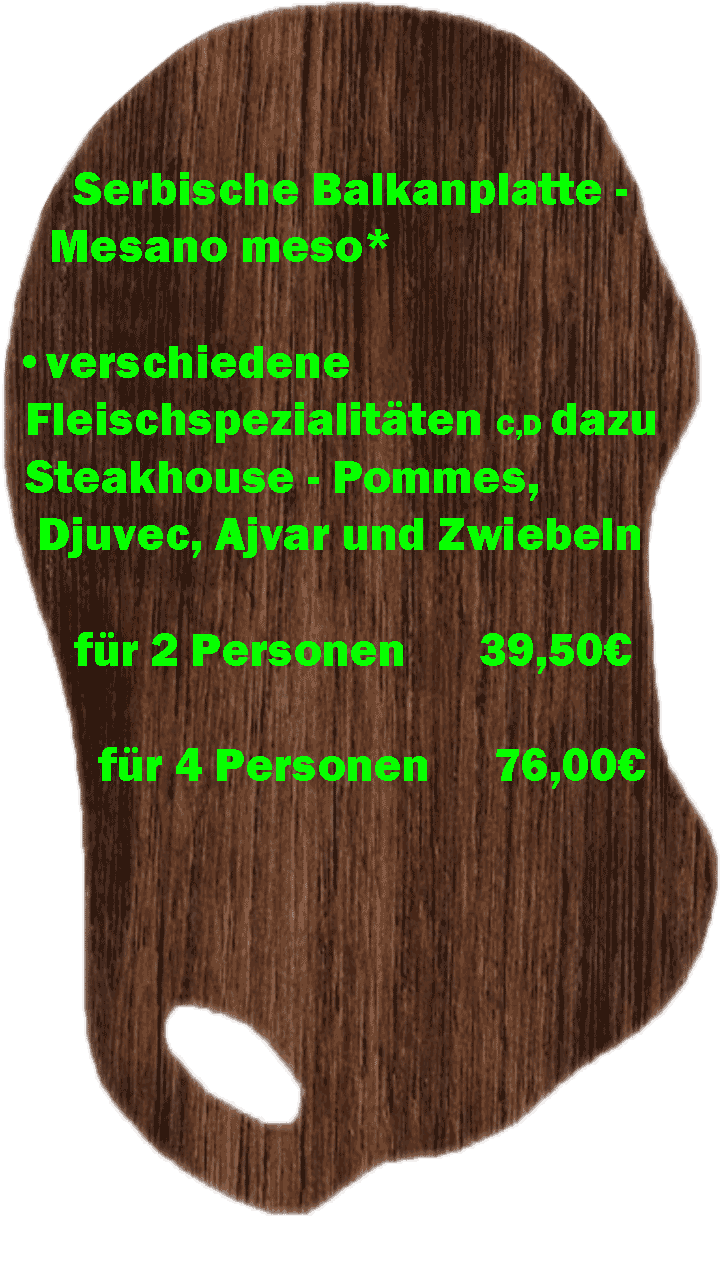 Serbische Balkanplatte -
Mesano meso*
• verschiedene
Fleischspezialitäten C,D dazu
Steakhouse - Pommes,
Djuvec, Ajvar und Zwiebeln
für 2 Personen 39,50€
für 4 Personen 76,00€